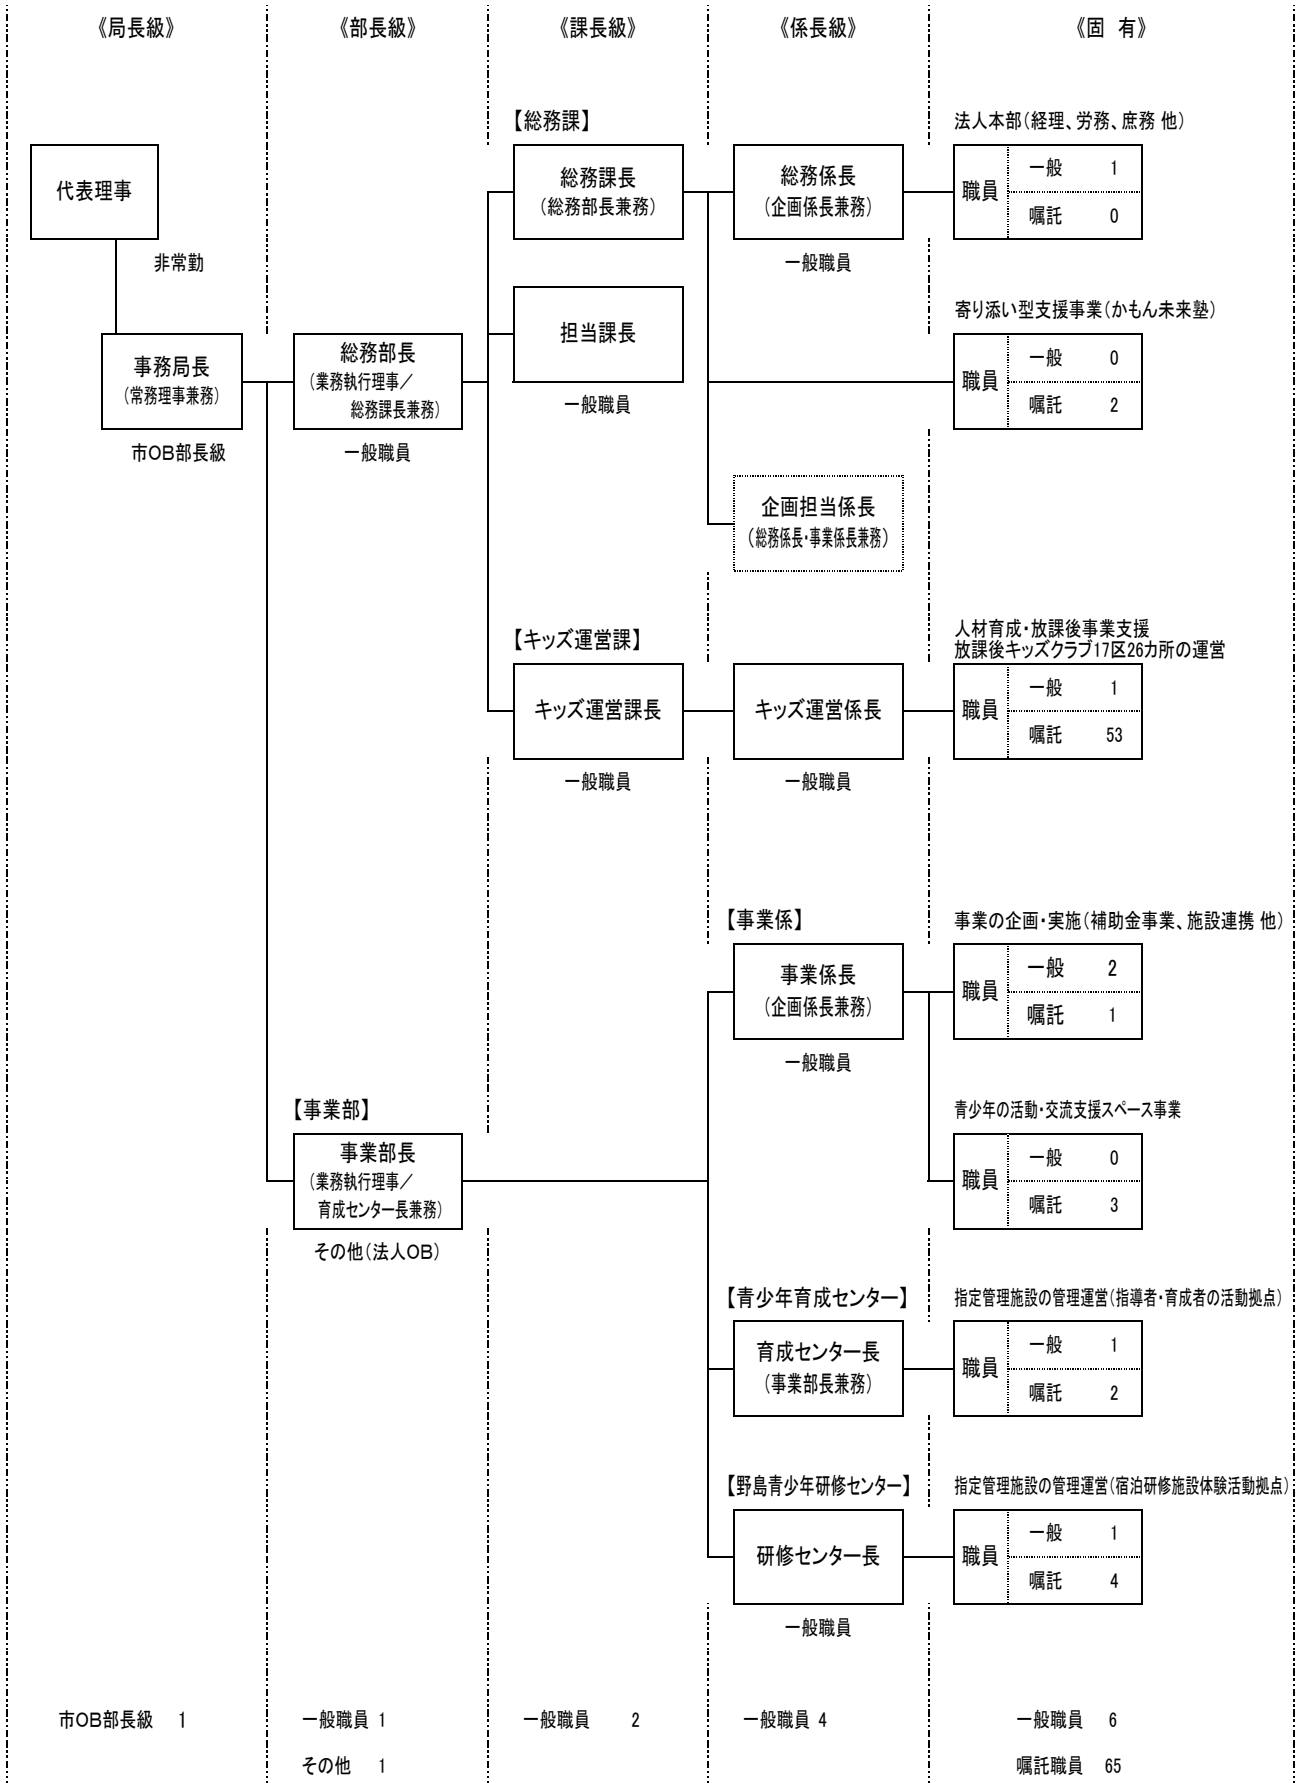 《局長級》
《部長級》
《課長級》
《係長級》
《固　有》
【総務課】
法人本部（経理、労務、庶務 他）
代表理事
非常勤
総務課長
（総務部長兼務）
総務係長
（企画係長兼務）
一般職員
職員
一般 1
嘱託 0
担当課長
一般職員
寄り添い型支援事業（かもん未来塾）
職員
一般 0
嘱託 2
事務局長
（常務理事兼務）
市OB部長級
総務部長
（業務執行理事／
総務課長兼務）
一般職員
企画担当係長
（総務係長・事業係長兼務）
【キッズ運営課】
人材育成・放課後事業支援
放課後キッズクラブ17区26カ所の運営
キッズ運営課長
一般職員
キッズ運営係長
一般職員
職員
一般 1
嘱託 53
【事業係】
事業の企画・実施（補助金事業、施設連携 他）
事業係長
（企画係長兼務）
一般職員
職員
一般 2
嘱託 1
【事業部】
青少年の活動・交流支援スペース事業
事業部長
（業務執行理事／
育成センター長兼務）
その他（法人OB）
職員
一般 0
嘱託 3
【青少年育成センター】
指定管理施設の管理運営（指導者・育成者の活動拠点）
育成センター長
（事業部長兼務）
職員
一般 1
嘱託 2
【野島青少年研修センター】
指定管理施設の管理運営（宿泊研修施設体験活動拠点）
研修センター長
一般職員
職員
一般 1
嘱託 4
市OB部長級 1
一般職員 1
一般職員 2
一般職員 4
一般職員 6
その他 1
嘱託職員 65